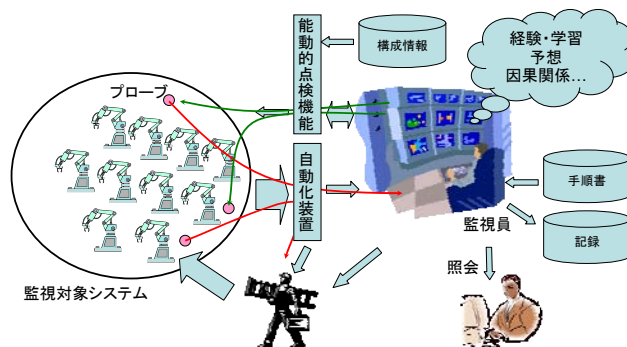 能動的点検機能
構成情報
経験・学習
予想
因果関係…
プローブ
自動化装置
手順書
監視員
記録
照会
監視対象システム